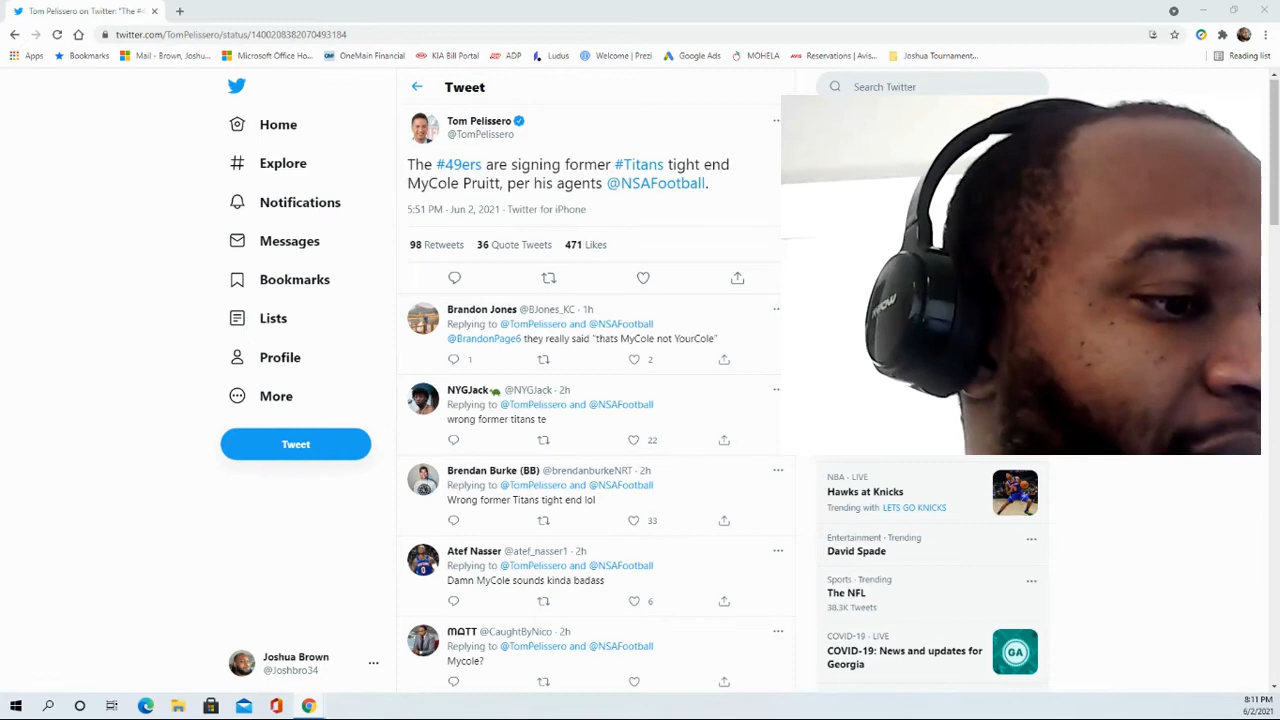 Tom Pelissero on Twitter: "The #4
twitter.com/TomPelissero/status/1400208382070493184
Apps
Bookmarks
Mail - Brown, Joshu...
Microsoft Office Ho...
OneMain Financial
KIA Bill Portal
ADP
Ludus
Welcome | Prezi
Google Ads
MOHELA
Reservations | Avis...
Joshua Tournament...
Reading list
Home
Explore
Notifications
Messages
Bookmarks
Lists
Profile
More
Tweet
Joshua Brown
@Joshbro34
Tweet
Tom Pelissero
@TomPelissero
The #49ers are signing former #Titans tight end
MyCole Pruitt, per his agents @NSAFootball.
5:51 PM · Jun 2, 2021 · Twitter for iPhone
98 Retweets 36 Quote Tweets 471 Likes
Brandon Jones @BJones_KC · 1h
Replying to @TomPelissero and @NSAFootball
@BrandonPage6 they really said "thats MyCole not YourCole"
1 2
NYGJack @NYGJack · 2h
Replying to @TomPelissero and @NSAFootball
wrong former titans te
22
Brendan Burke (BB) @brendanburkeNRT · 2h
Replying to @TomPelissero and @NSAFootball
Wrong former Titans tight end lol
33
Atef Nasser @atef_nasser1 · 2h
Replying to @TomPelissero and @NSAFootball
Damn MyCole sounds kinda badass
6
MATT @CaughtByNico · 2h
Replying to @TomPelissero and @NSAFootball
Mycole?
Search Twitter
NBA · LIVE
Hawks at Knicks
Trending with LETS GO KNICKS
Entertainment · Trending
David Spade
Sports · Trending
The NFL
38.3K Tweets
COVID-19 · LIVE
COVID-19: News and updates for
Georgia
GA
8:11 PM
6/2/2021